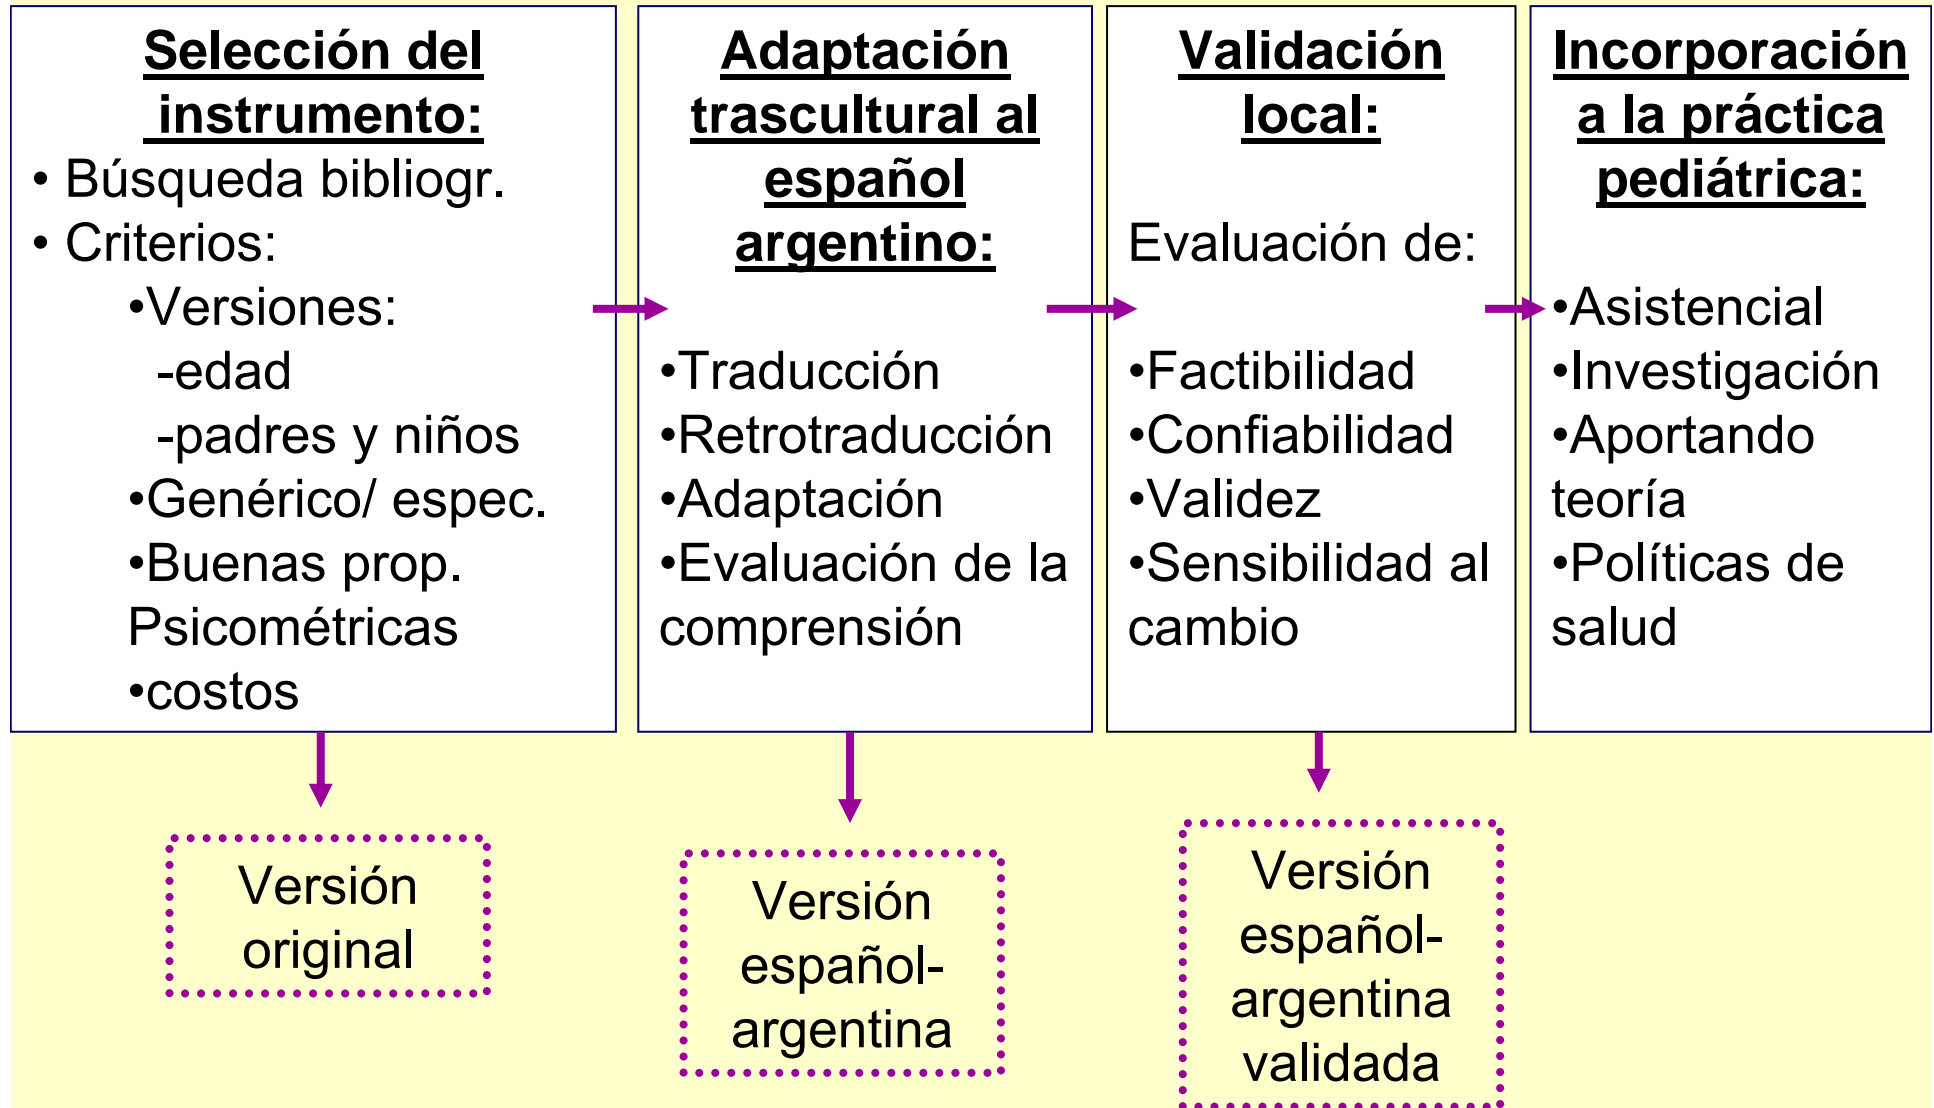 Selección del
instrumento:
• Búsqueda bibliogr.
• Criterios:
•Versiones:
-edad
-padres y niños
•Genérico/ espec.
•Buenas prop.
Psicométricas
•costos
Adaptación
trascultural al
español
argentino:
•Traducción
•Retrotraducción
•Adaptación
•Evaluación de la
comprensión
Validación
local:
Evaluación de:
•Factibilidad
•Confiabilidad
•Validez
•Sensibilidad al
cambio
Incorporación
a la práctica
pediátrica:
•Asistencial
•Investigación
•Aportando
teoría
•Políticas de
salud
Versión
original
Versión
español-
argentina
Versión
español-
argentina
validada